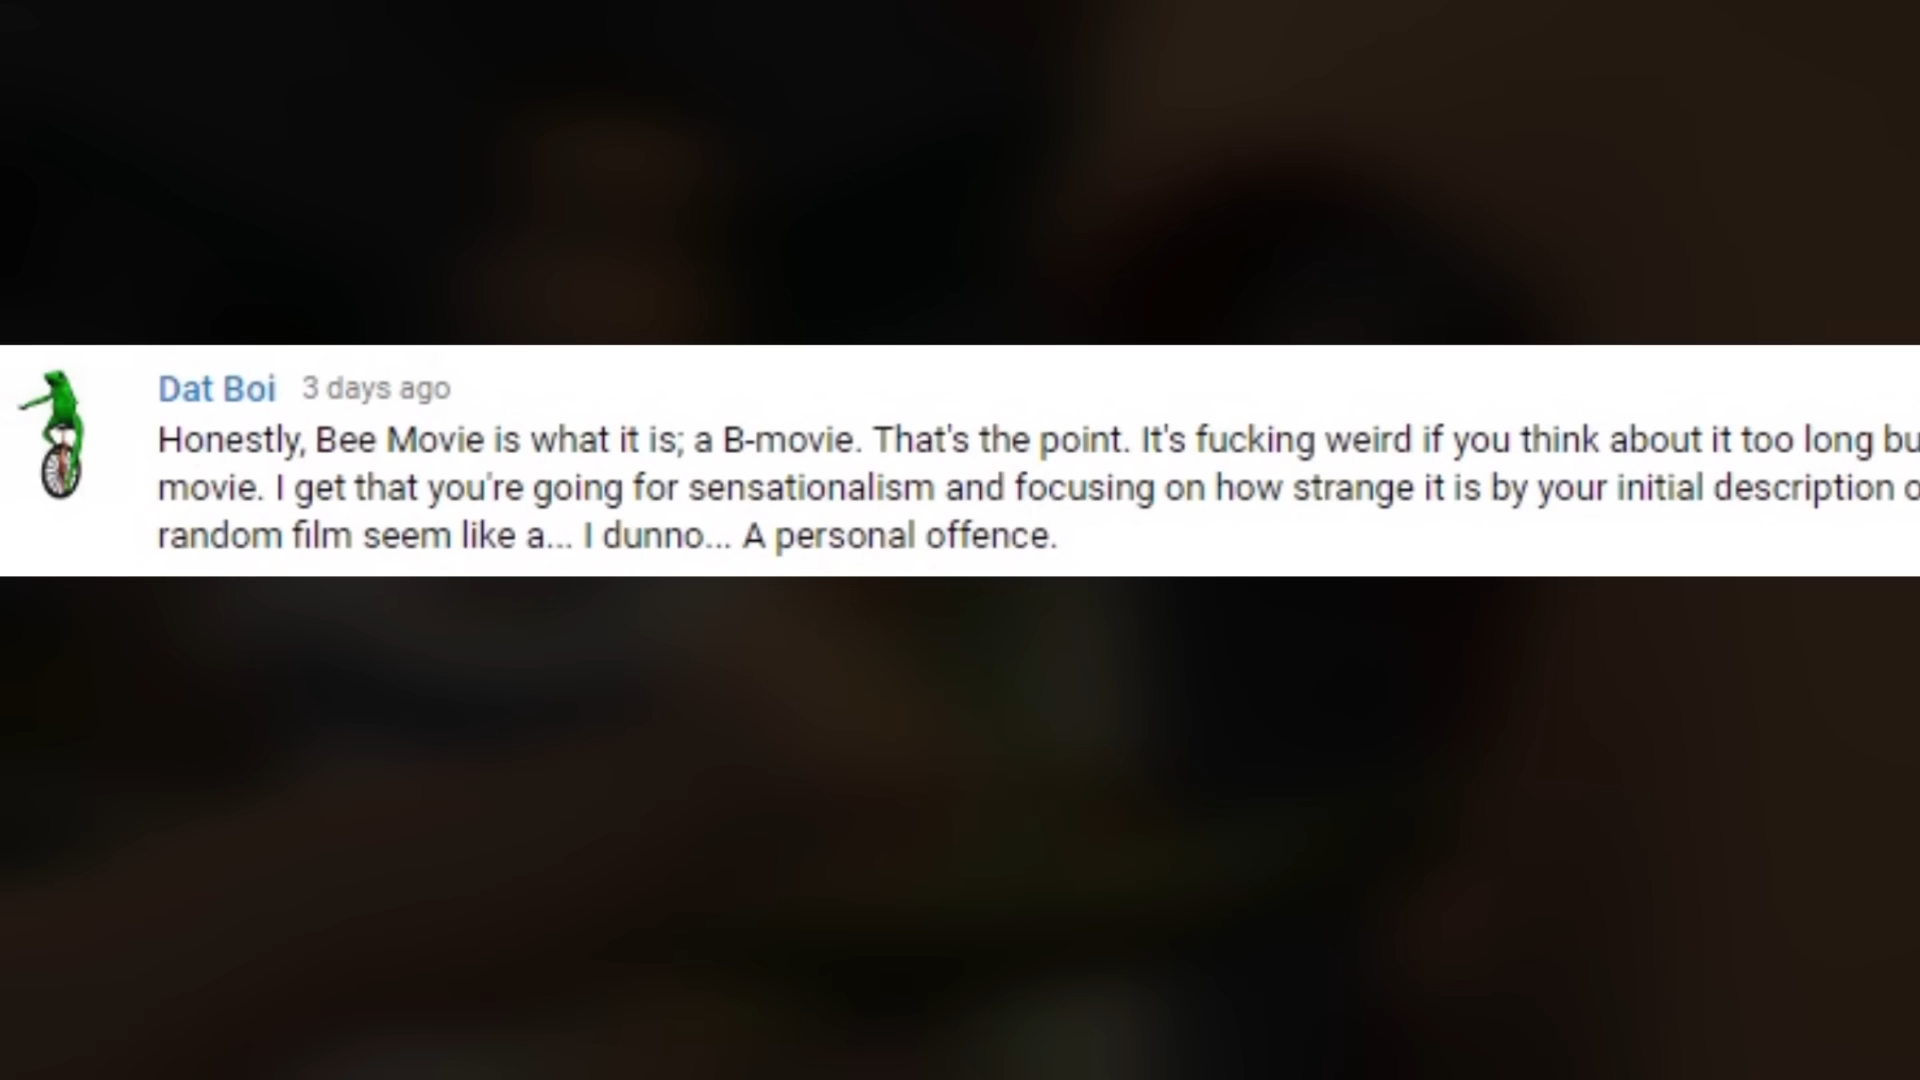 Dat Boi 3 days ago
Honestly, Bee Movie is what it is; a B-movie. That's the point. It's fucking weird if you think about it too long bu
movie. I get that you're going for sensationalism and focusing on how strange it is by your initial description o
random film seem like a... I dunno... A personal offence.